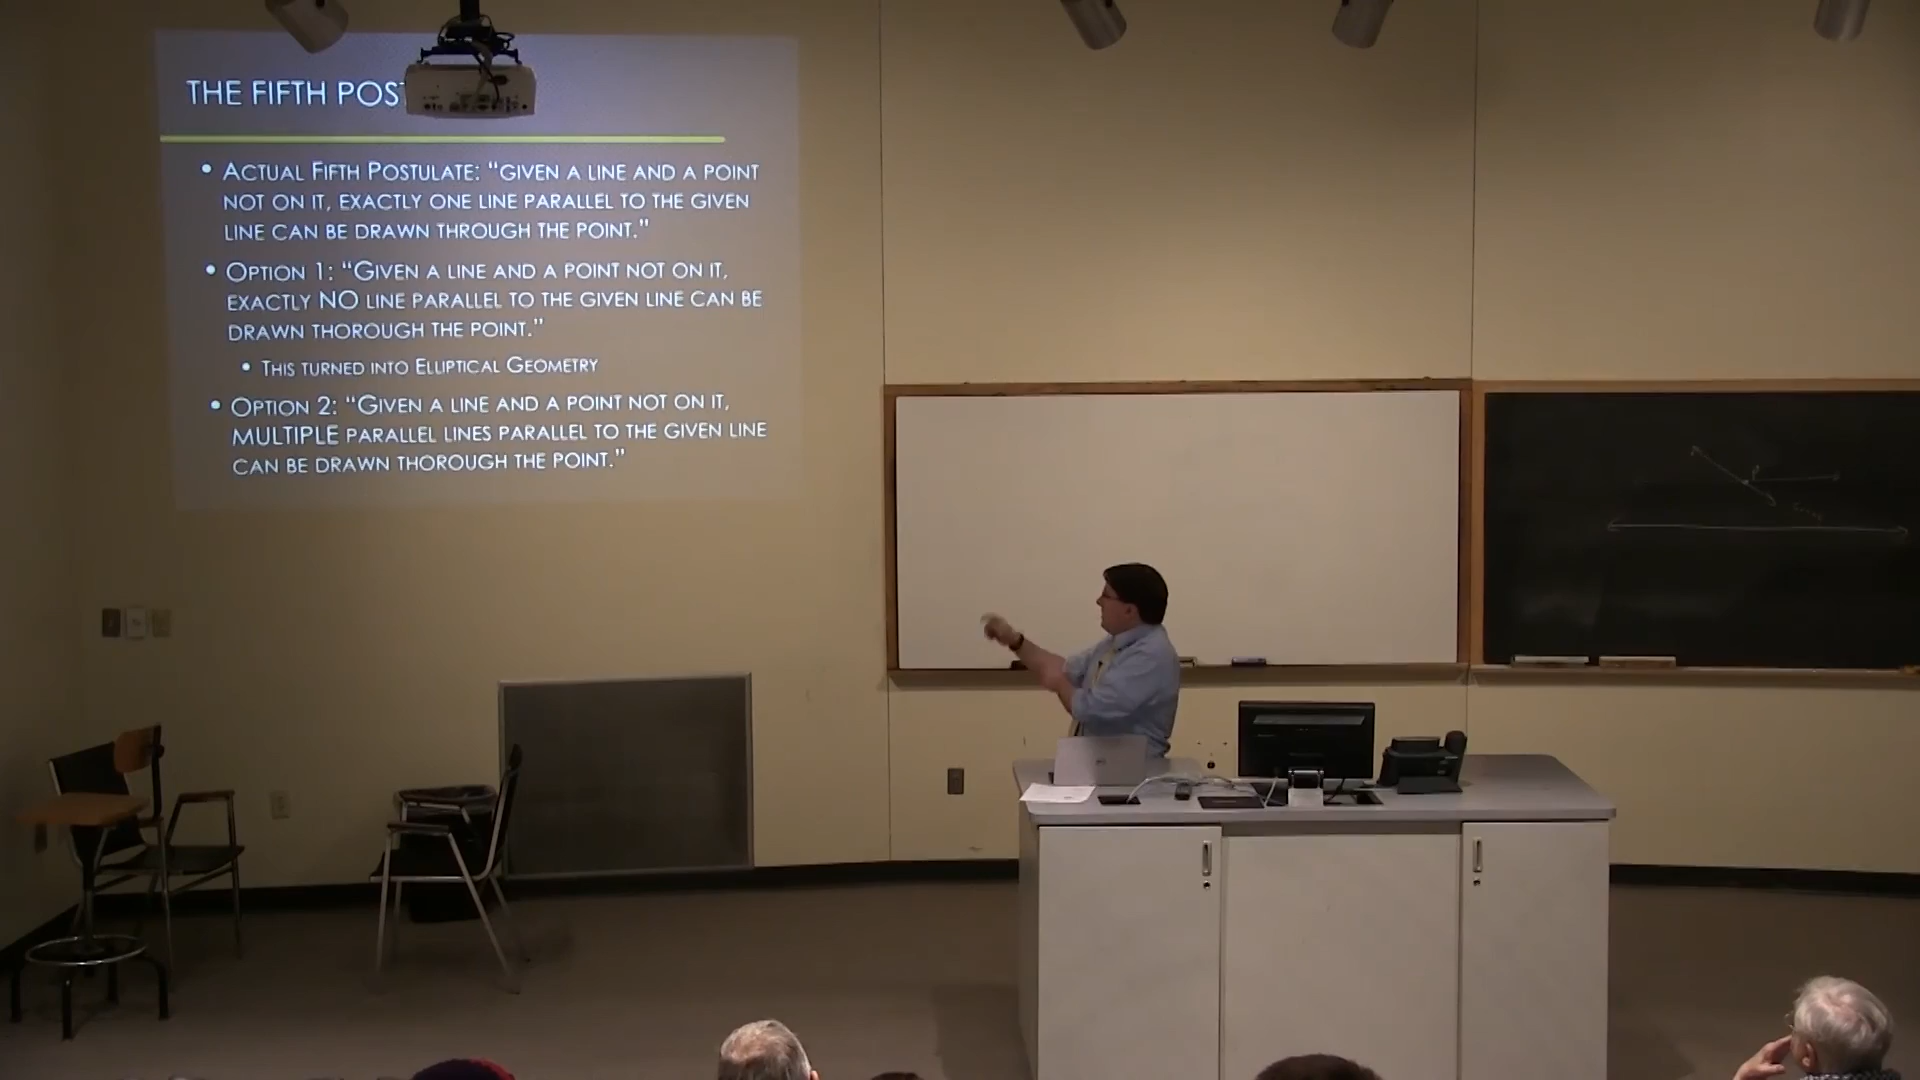 THE FIFTH POST
• ACTUAL FIFTH POSTULATE: “GIVEN A LINE AND A POINT
NOT ON IT, EXACTLY ONE LINE PARALLEL TO THE GIVEN
LINE CAN BE DRAWN THROUGH THE POINT.”
• OPTION 1: “GIVEN A LINE AND A POINT NOT ON IT,
EXACTLY NO LINE PARALLEL TO THE GIVEN LINE CAN BE
DRAWN THOROUGH THE POINT.”
• THIS TURNED INTO ELLIPTICAL GEOMETRY
• OPTION 2: “GIVEN A LINE AND A POINT NOT ON IT,
MULTIPLE PARALLEL LINES PARALLEL TO THE GIVEN LINE
CAN BE DRAWN THOROUGH THE POINT.”